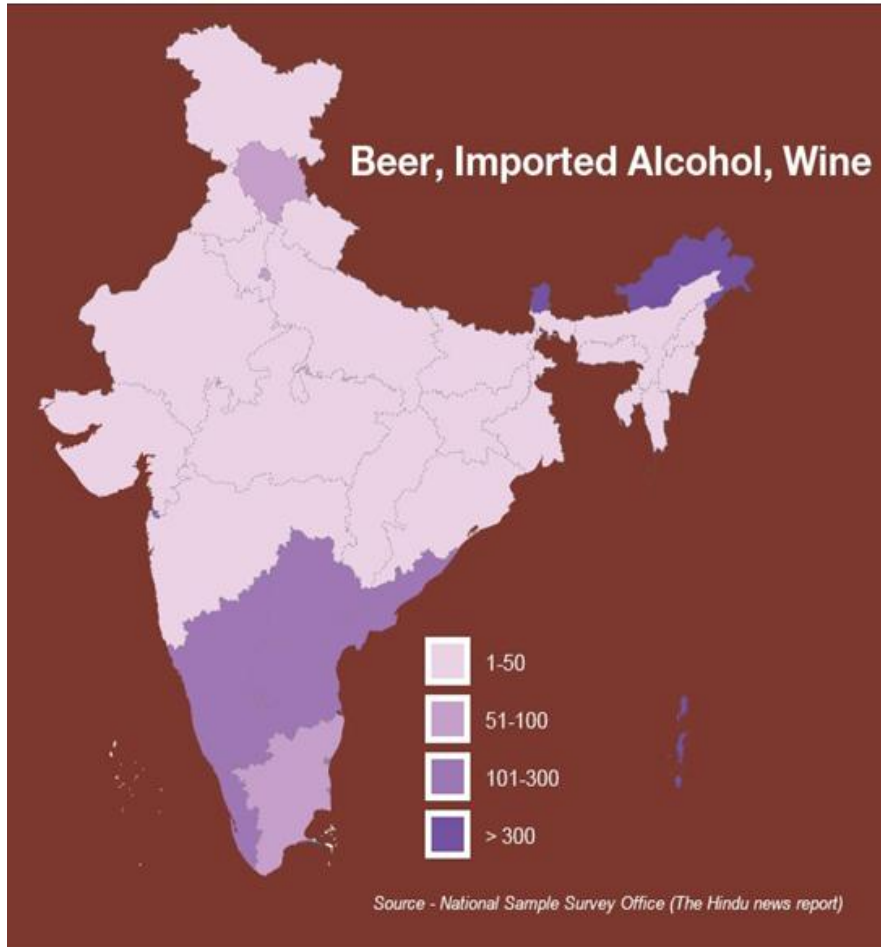 Beer, Imported Alcohol, Wine
1-50
51-100
101-300
> 300
Source - National Sample Survey Office (The Hindu news report)